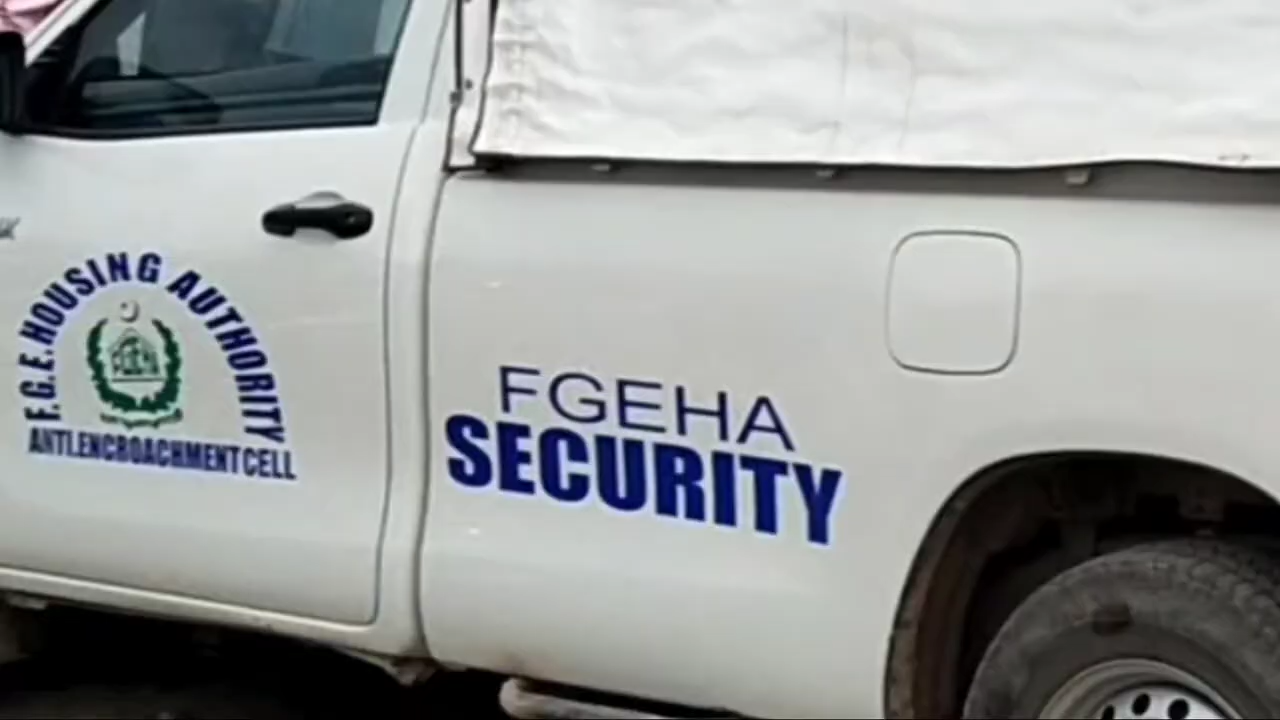 F.G.E. HOUSING AUTHORITY
FGEHA
ANTI.ENCROACHMENT CELL
FGEHA
SECURITY